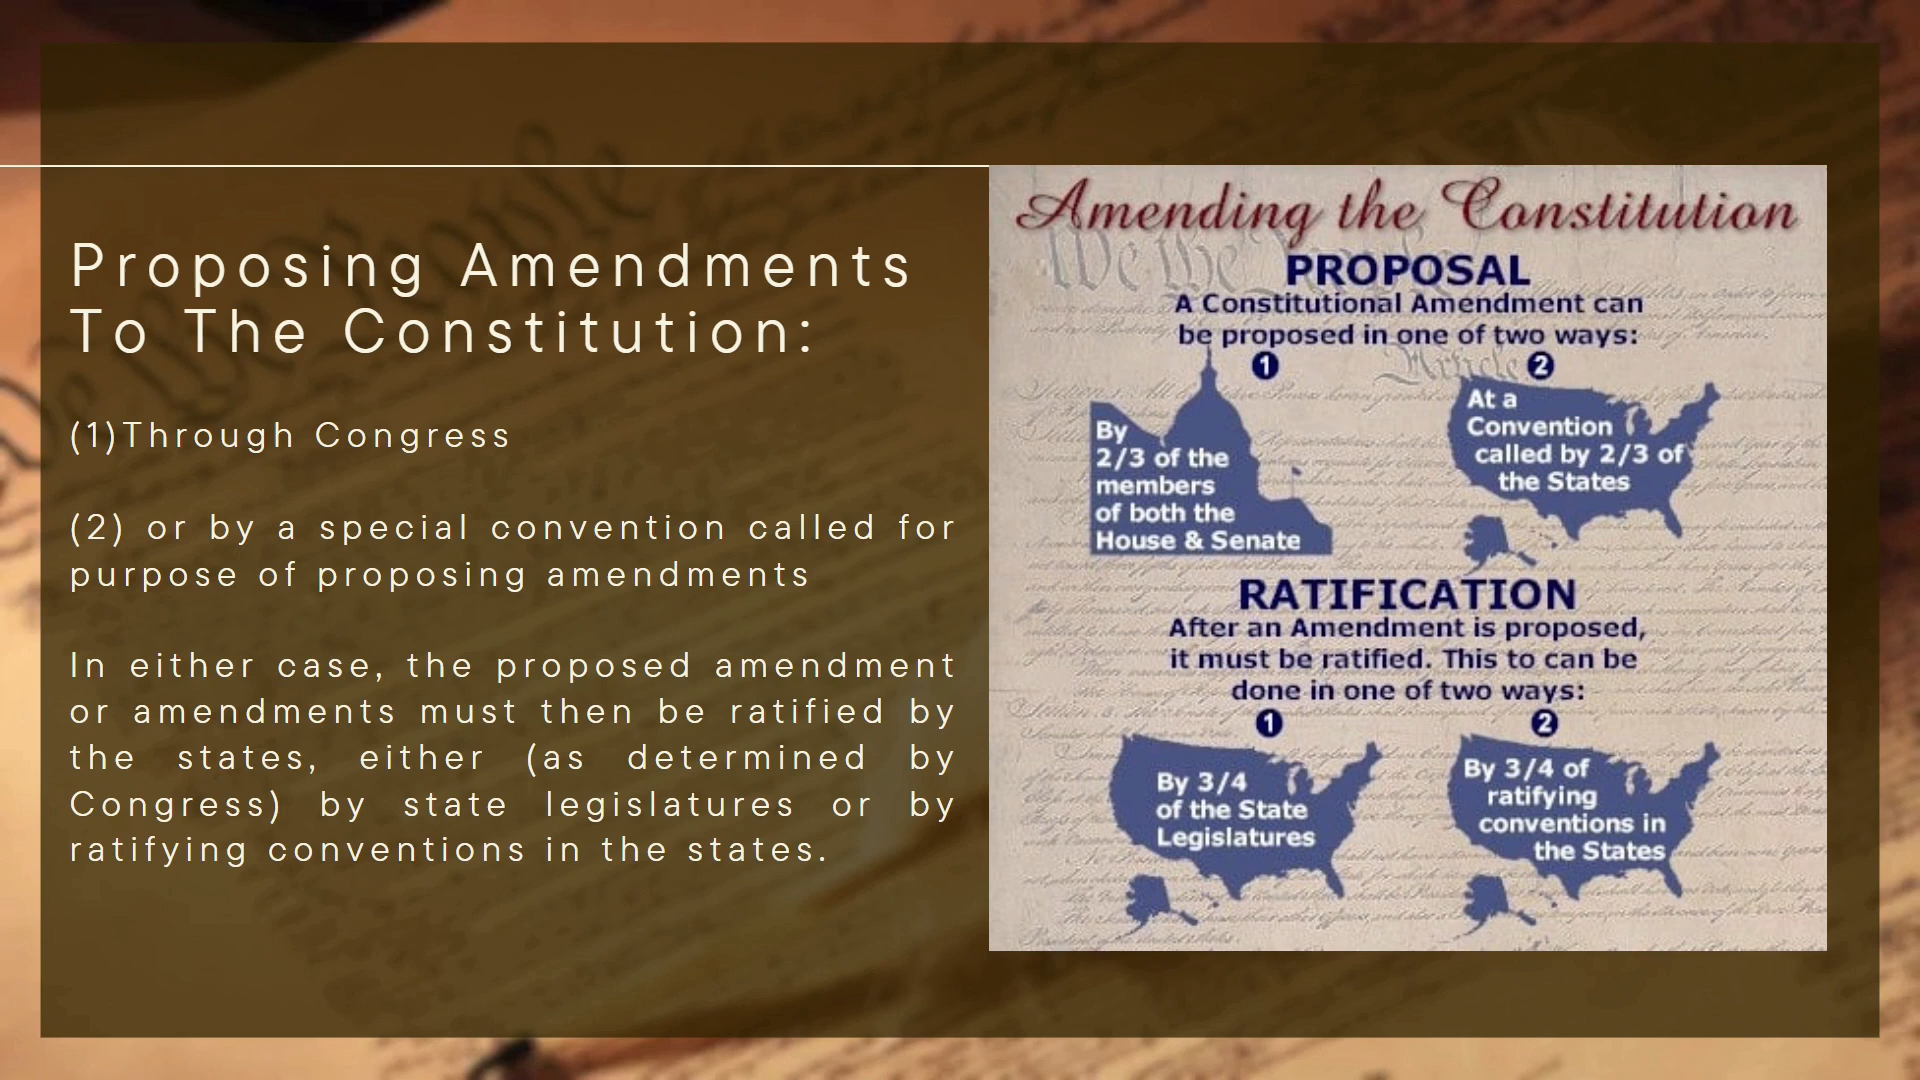 Proposing Amendments
To The Constitution:
(1)Through Congress
(2) or by a special convention called for
purpose of proposing amendments
In either case, the proposed amendment
or amendments must then be ratified by
the states, either (as determined by
Congress) by state legislatures or by
ratifying conventions in the states.
Amending the Constitution
We the People
PROPOSAL
A Constitutional Amendment can
be proposed in one of two ways:
Article
1
By
2/3 of the
members
of both the
House & Senate
2
At a
Convention
called by 2/3 of
the States
RATIFICATION
After an Amendment is proposed,
it must be ratified. This to can be
done in one of two ways:
1
By 3/4
of the State
Legislatures
2
By 3/4 of
ratifying
conventions in
the States